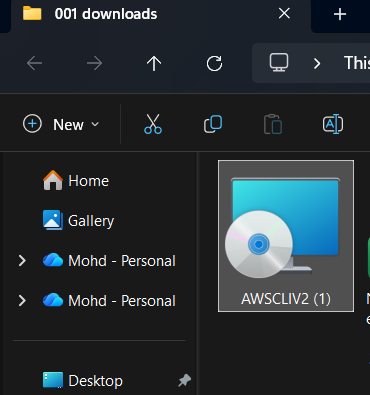 001 downloads
This
New
Home
Gallery
Mohd - Personal
Mohd - Personal
Desktop
AWSCLIV2 (1)